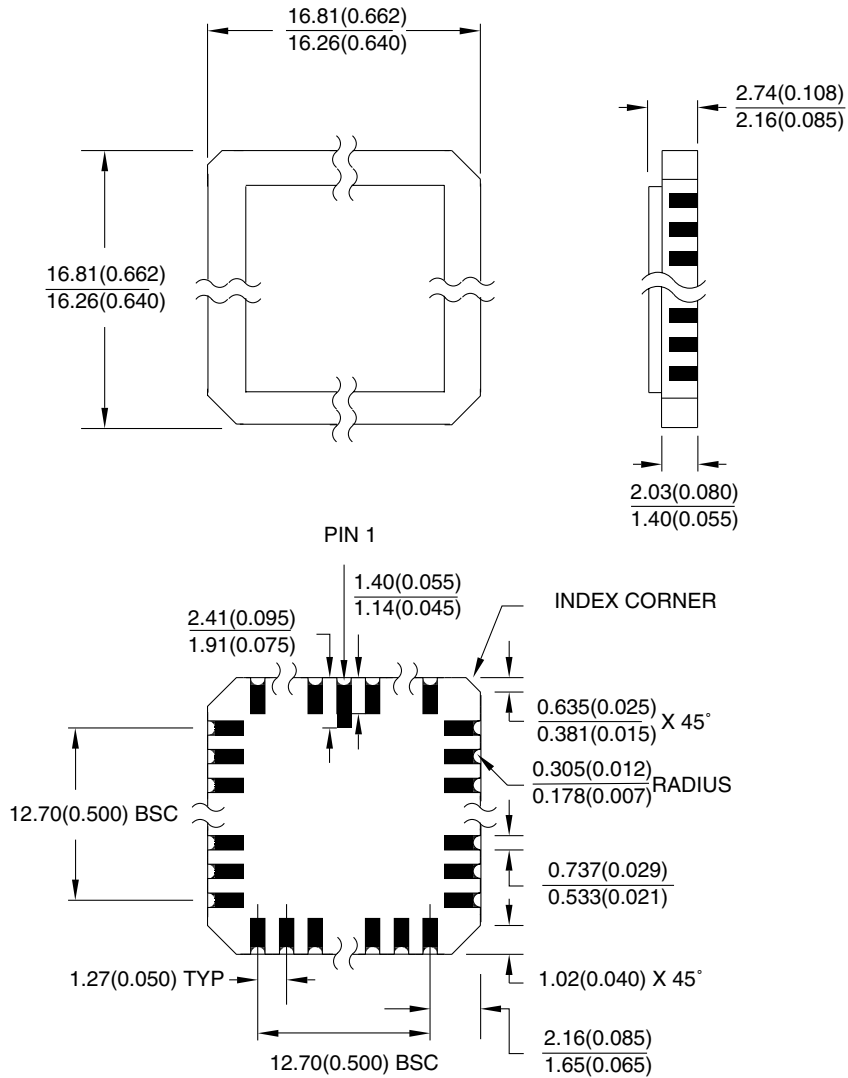 16.81(0.662)
16.26(0.640)
2.74(0.108)
2.16(0.085)
16.81(0.662)
16.26(0.640)
2.03(0.080)
1.40(0.055)
PIN 1
1.40(0.055)
1.14(0.045)
INDEX CORNER
2.41(0.095)
1.91(0.075)
0.635(0.025)
0.381(0.015) X 45°
0.305(0.012)
0.178(0.007) RADIUS
12.70(0.500) BSC
0.737(0.029)
0.533(0.021)
1.27(0.050) TYP
1.02(0.040) X 45°
12.70(0.500) BSC
2.16(0.085)
1.65(0.065)